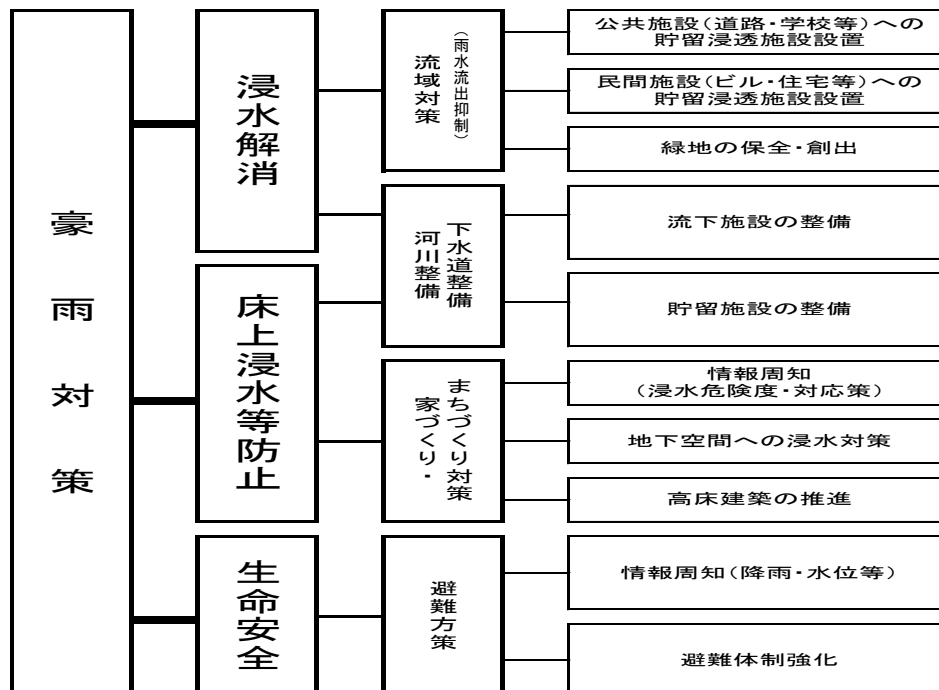 豪雨対策
浸水解消
床上浸水等防止
生命安全
流域対策
（雨水流出抑制）
河川整備
下水道整備
家づくり・
まちづくり対策
避難方策
公共施設（道路・学校等）への
貯留浸透施設設置
民間施設（ビル・住宅等）への
貯留浸透施設設置
緑地の保全・創出
流下施設の整備
貯留施設の整備
情報周知
（浸水危険度・対応策）
地下空間への浸水対策
高床建築の推進
情報周知（降雨・水位等）
避難体制強化